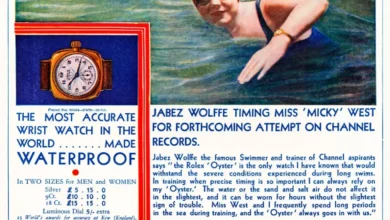 THE MOST ACCURATE
WRIST WATCH IN THE
WORLD ....... MADE
WATERPROOF
IN TWO SIZES for MEN and WOMEN
Silver £ 5 . 15 . 0
9ct. £10 . 10 . 0
18 ct. £15 . 15 . 0
Luminous Dial 5/- extra
JABEZ WOLFFE TIMING MISS 'MICKY' WEST
FOR FORTHCOMING ATTEMPT ON CHANNEL
RECORDS.
Jabez Wolffe the famous Swimmer and trainer of Channel aspirants
says " the Rolex 'Oyster' is the only watch I have known that would
withstand the severe conditions experienced during long swims.
In training when precise timing is important I can always rely on
my 'Oyster.' The water or the sand and salt air do not affect it
in the slightest, and it can be worn for hours without the slightest
sign of trouble. Miss West and I frequently spend long periods
in the sea during training, and the 'Oyster' always goes in with us."